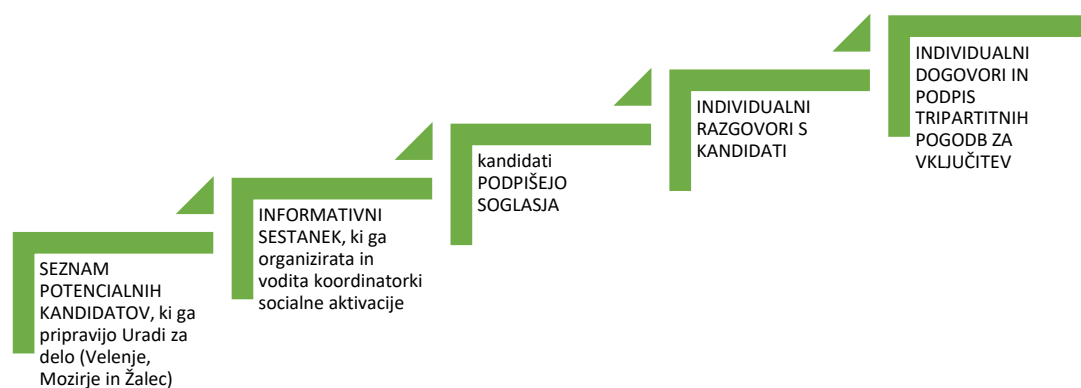 SEZNAM
POTENCIALNIH
KANDIDATOV, ki ga
pripravijo Uradi za
delo (Velenje,
Mozirje in Žalec)
INFORMATIVNI
SESTANEK, ki ga
organizirata in
vodita koordinatorki
socialne aktivacije
kandidati
PODPIŠEJO
SOGLASJA
INDIVIDUALNI
RAZGOVORI S
KANDIDATI
INDIVIDUALNI
DOGOVORI IN
PODPIS
TRIPARTITNIH
POGODB ZA
VKLJUČITEV